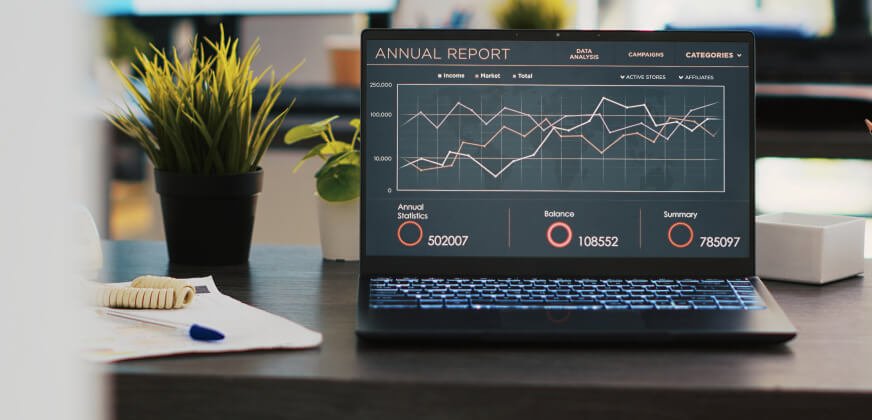 ANNUAL REPORT
DATA
ANALYSIS
CAMPAIGNS
CATEGORIES
Income Market Total
ACTIVE STORES
AFFILIATES
250,000
100,000
10,000
0
Annual
Statistics
502007
Balance
108552
Summary
785097